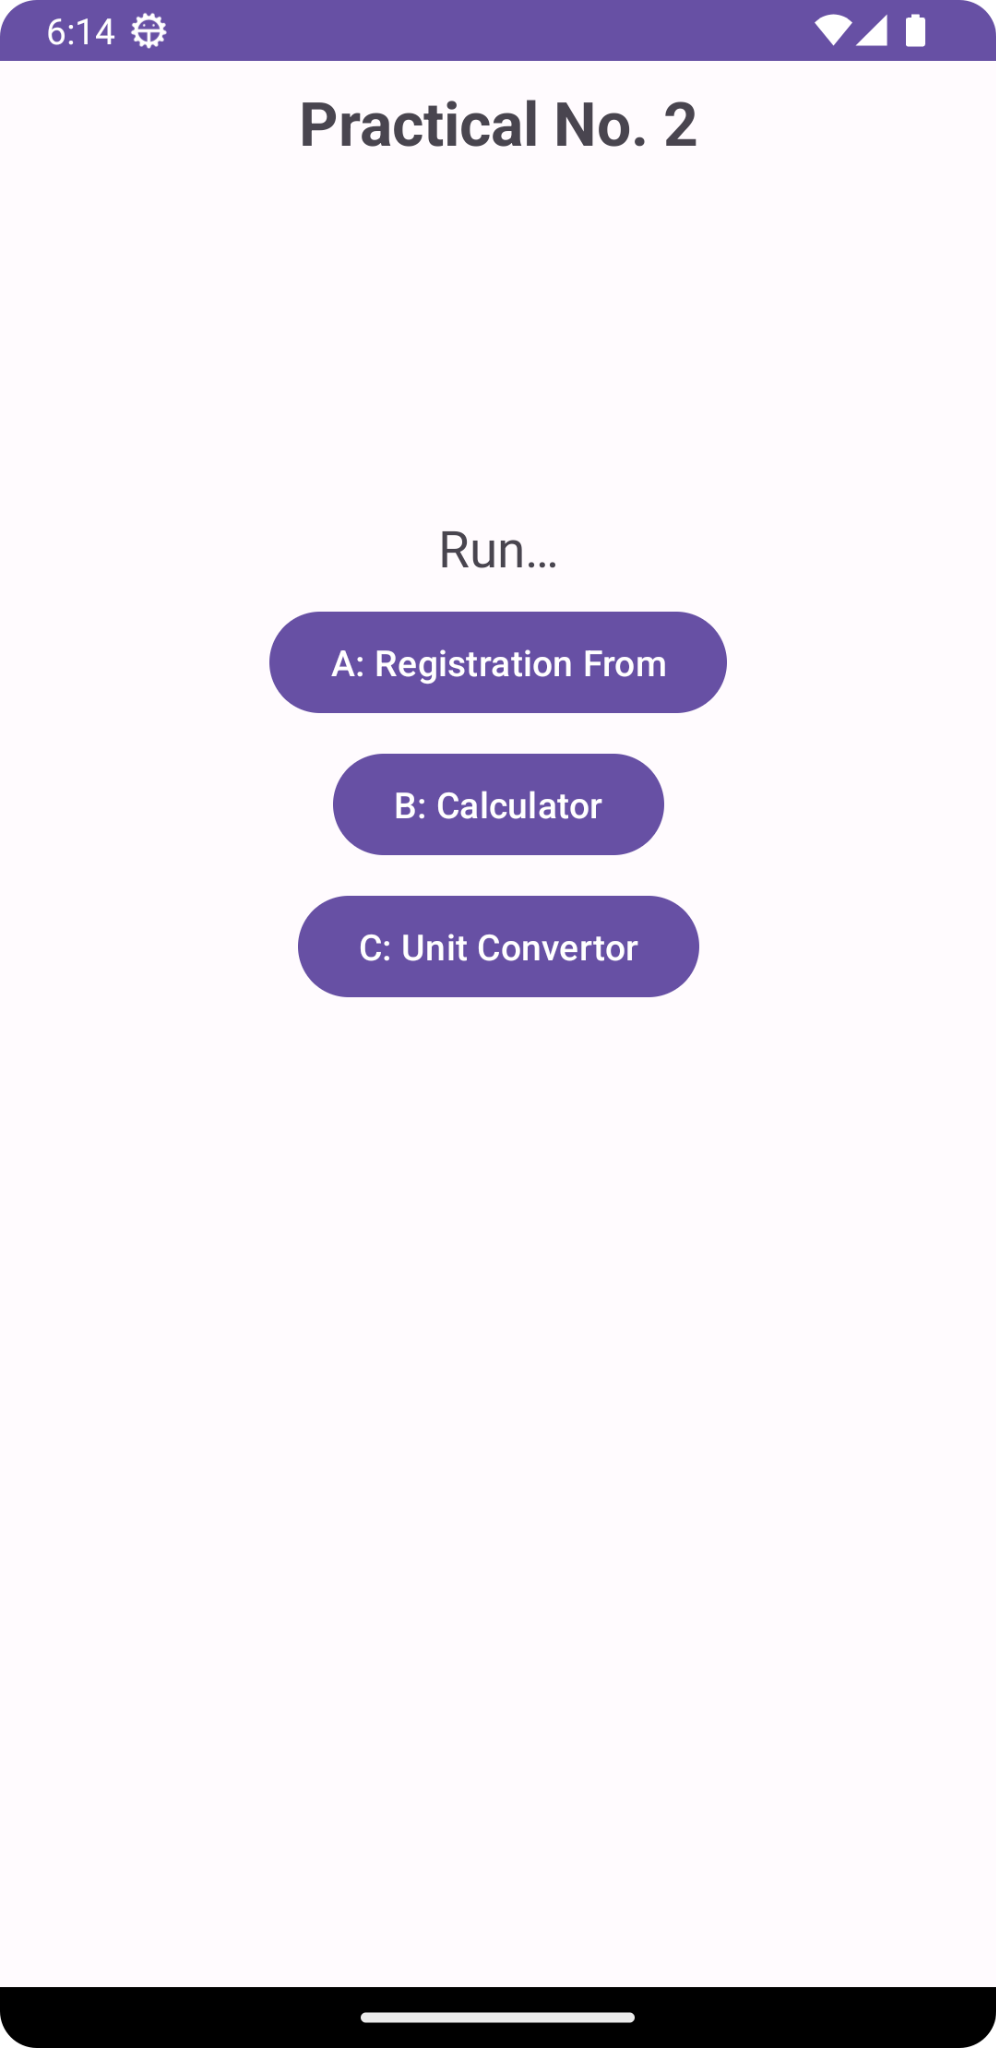 6:14
Practical No. 2
Run...
A: Registration From
B: Calculator
C: Unit Convertor